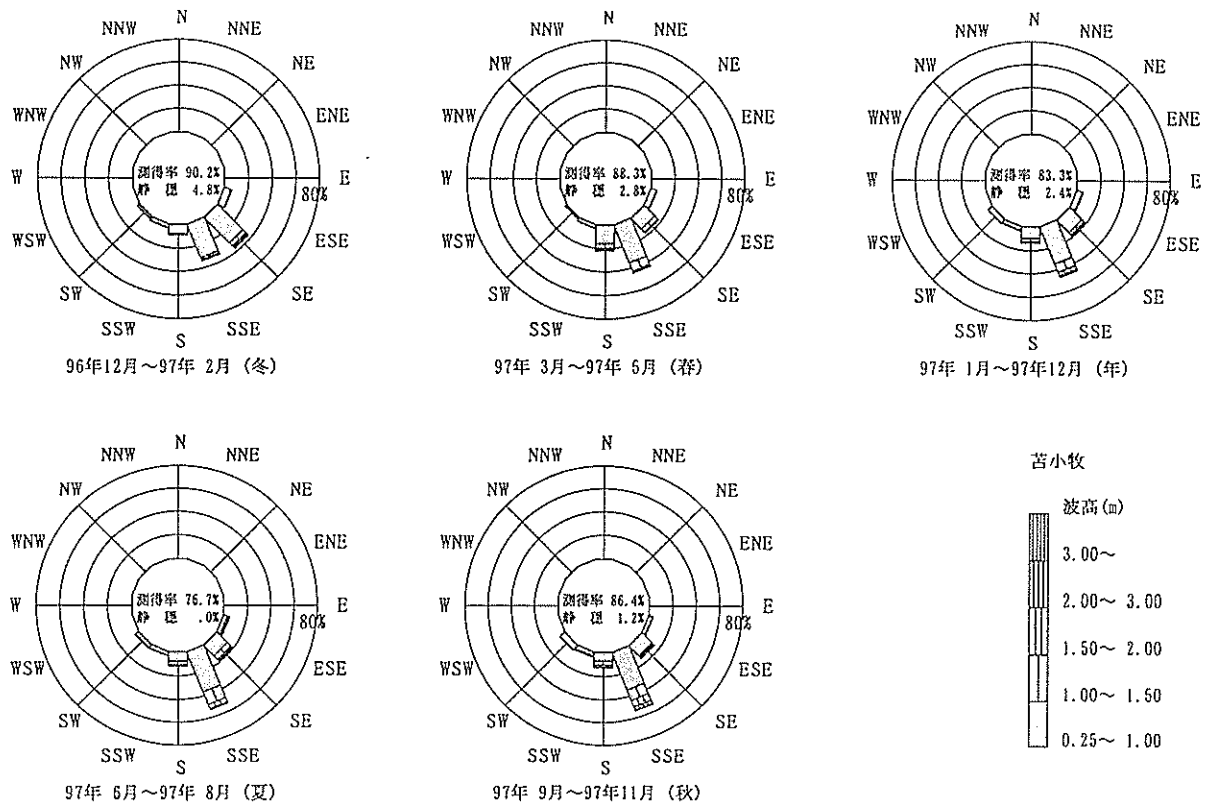 N
NNW NNE
NW NE
WNW ENE
測得率 90.2%
W E
静 穏 4.8%
80%
WSW ESE
SW SE
SSW SSE
S
96年12月～97年 2月 (冬)
N
NNW NNE
NW NE
WNW ENE
測得率 88.3%
W E
静 穏 2.8%
80%
WSW ESE
SW SE
SSW SSE
S
97年 3月～97年 5月 (春)
N
NNW NNE
NW NE
WNW ENE
測得率 83.3%
W E
静 穏 2.4%
80%
WSW ESE
SW SE
SSW SSE
S
97年 1月～97年12月 (年)
N
NNW NNE
NW NE
WNW ENE
測得率 76.7%
W E
静 穏 .0%
80%
WSW ESE
SW SE
SSW SSE
S
97年 6月～97年 8月 (夏)
N
NNW NNE
NW NE
WNW ENE
測得率 86.4%
W E
静 穏 1.2%
80%
WSW ESE
SW SE
SSW SSE
S
97年 9月～97年11月 (秋)
苫小牧
波高(m)
3.00～
2.00～ 3.00
1.50～ 2.00
1.00～ 1.50
0.25～ 1.00